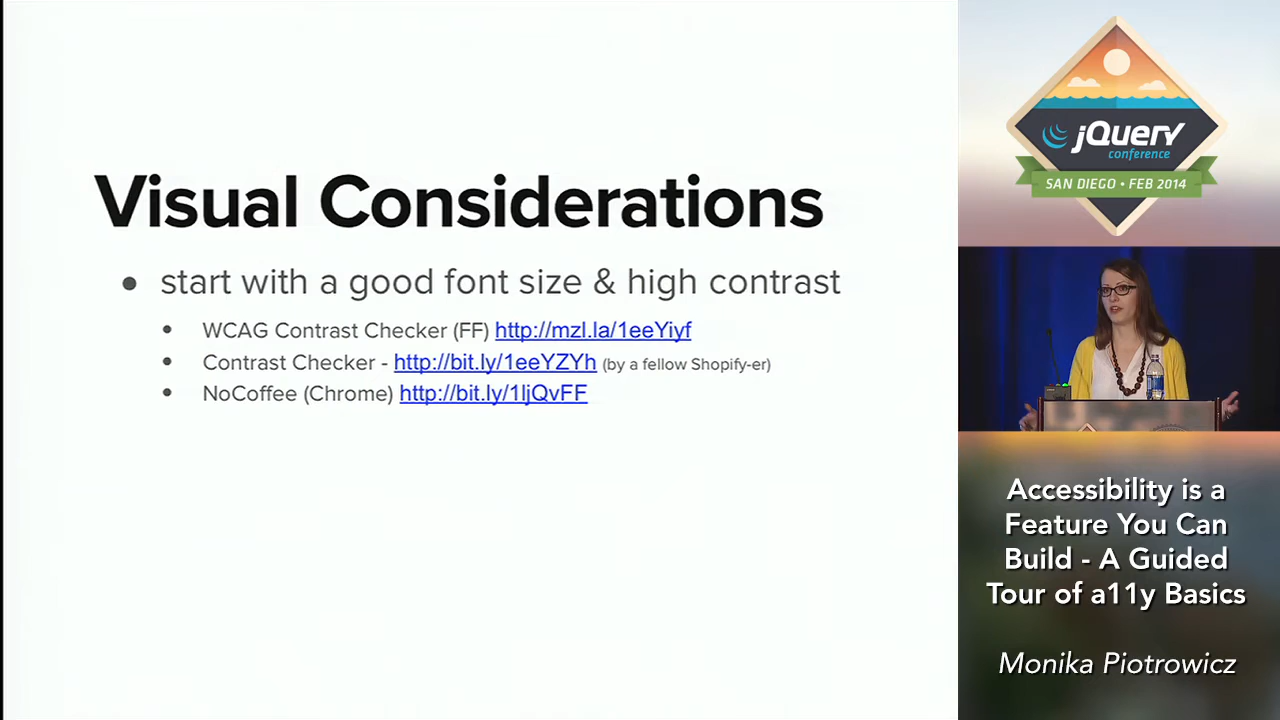 Visual Considerations
start with a good font size & high contrast
WCAG Contrast Checker (FF) http://mzl.la/1eeYiyf
Contrast Checker - http://bit.ly/1eeYZYh (by a fellow Shopify-er)
NoCoffee (Chrome) http://bit.ly/1ljQvFF
jQuery
conference
SAN DIEGO • FEB 2014
Accessibility is a
Feature You Can
Build - A Guided
Tour of a11y Basics
Monika Piotrowicz